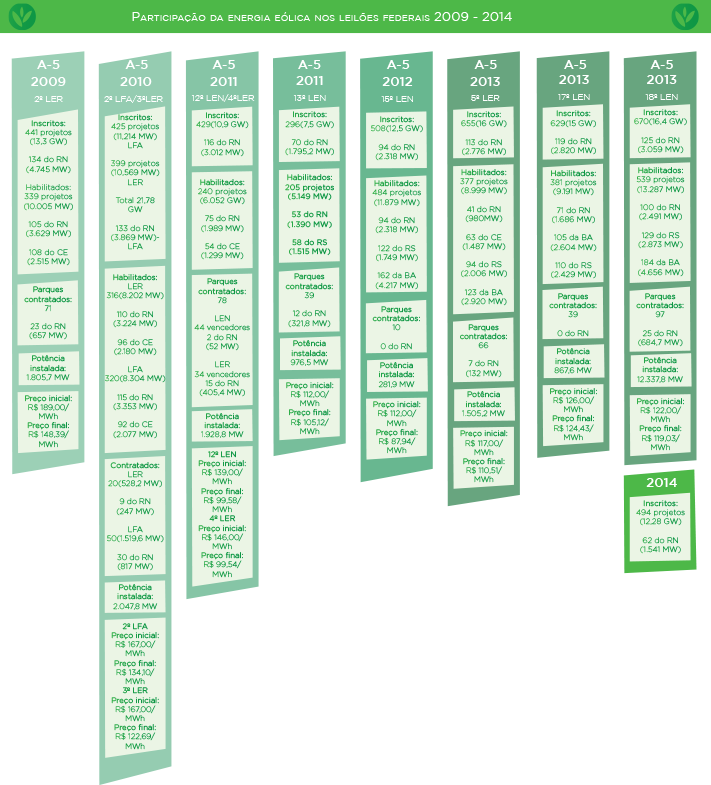 Participação da energia eólica nos leilões federais 2009 - 2014
A-5
2009
2º LER
Inscritos:
441 projetos
(13,3 GW)
134 do RN
(4.745 MW)
Habilitados:
339 projetos
(10.005 MW)
105 do RN
(3.629 MW)
108 do CE
(2.515 MW)
Parques
contratados:
71
23 do RN
(657 MW)
Potência
instalada:
1.805,7 MW
Preço inicial:
R$ 189,00/
MWh
Preço final:
R$ 148,39/
MWh
A-5
2010
2º LFA/3ºLER
Inscritos:
425 projetos
(11,214 MW)
LFA
399 projetos
(10,569 MW)
LER
Total 21,78
GW
133 do RN
(3.869 MW)-
LFA
Habilitados:
LER
316(8.202 MW)
110 do RN
(3.224 MW)
96 do CE
(2.180 MW)
LFA
320(8.304 MW)
115 do RN
(3.353 MW)
92 do CE
(2.077 MW)
Contratados:
LER
20(528,2 MW)
9 do RN
(247 MW)
LFA
50(1.519,6 MW)
30 do RN
(817 MW)
Potência
instalada:
2.047,8 MW
2º LFA
Preço inicial:
R$ 167,00/
MWh
Preço final:
R$ 134,10/
MWh
3º LER
Preço inicial:
R$ 167,00/
MWh
Preço final:
R$ 122,69/
MWh
A-5
2011
12º LEN/4ºLER
Inscritos:
429(10,9 GW)
116 do RN
(3.012 MW)
Habilitados:
240 projetos
(6.052 GW)
75 do RN
(1.989 MW)
54 do CE
(1.299 MW)
Parques
contratados:
78
LEN
44 vencedores
2 do RN
(52 MW)
LER
34 vencedores
15 do RN
(405,4 MW)
Potência
instalada:
1.928,8 MW
12º LEN
Preço inicial:
R$ 139,00/
MWh
Preço final:
R$ 99,58/
MWh
4º LER
Preço inicial:
R$ 146,00/
MWh
Preço final:
R$ 99,54/
MWh
A-5
2011
13º LEN
Inscritos:
296(7,5 GW)
70 do RN
(1.795,2 MW)
Habilitados:
205 projetos
(5.149 MW)
53 do RN
(1.390 MW)
58 do RS
(1.515 MW)
Parques
contratados:
39
12 do RN
(321,8 MW)
Potência
instalada:
976,5 MW
Preço inicial:
R$ 112,00/
MWh
Preço final:
R$ 105,12/
MWh
A-5
2012
15º LEN
Inscritos:
508(12,5 GW)
94 do RN
(2.318 MW)
Habilitados:
484 projetos
(11.879 MW)
94 do RN
(2.318 MW)
122 do RS
(1.749 MW)
162 da BA
(4.217 MW)
Parques
contratados:
10
0 do RN
Potência
instalada:
281,9 MW
Preço inicial:
R$ 112,00/
MWh
Preço final:
R$ 87,94/
MWh
A-5
2013
5º LER
Inscritos:
655(16 GW)
113 do RN
(2.776 MW)
Habilitados:
377 projetos
(8.999 MW)
41 do RN
(980MW)
63 do CE
(1.487 MW)
94 do RS
(2.006 MW)
123 da BA
(2.920 MW)
Parques
contratados:
66
7 do RN
(132 MW)
Potência
instalada:
1.505,2 MW
Preço inicial:
R$ 117,00/
MWh
Preço final:
R$ 110,51/
MWh
A-5
2013
17º LEN
Inscritos:
629(15 GW)
119 do RN
(2.820 MW)
Habilitados:
381 projetos
(9.191 MW)
71 do RN
(1.686 MW)
105 da BA
(2.604 MW)
110 do RS
(2.429 MW)
Parques
contratados:
39
0 do RN
Potência
instalada:
867,6 MW
Preço inicial:
R$ 126,00/
MWh
Preço final:
R$ 124,43/
MWh
A-5
2013
18º LEN
Inscritos:
670(16,4 GW)
125 do RN
(3.059 MW)
Habilitados:
539 projetos
(13.287 MW)
100 do RN
(2.491 MW)
129 do RS
(2.873 MW)
184 da BA
(4.656 MW)
Parques
contratados:
97
25 do RN
(684,7 MW)
Potência
instalada:
12.337,8 MW
Preço inicial:
R$ 122,00/
MWh
Preço final:
R$ 119,03/
MWh
2014
Inscritos:
494 projetos
(12,28 GW)
62 do RN
(1.541 MW)